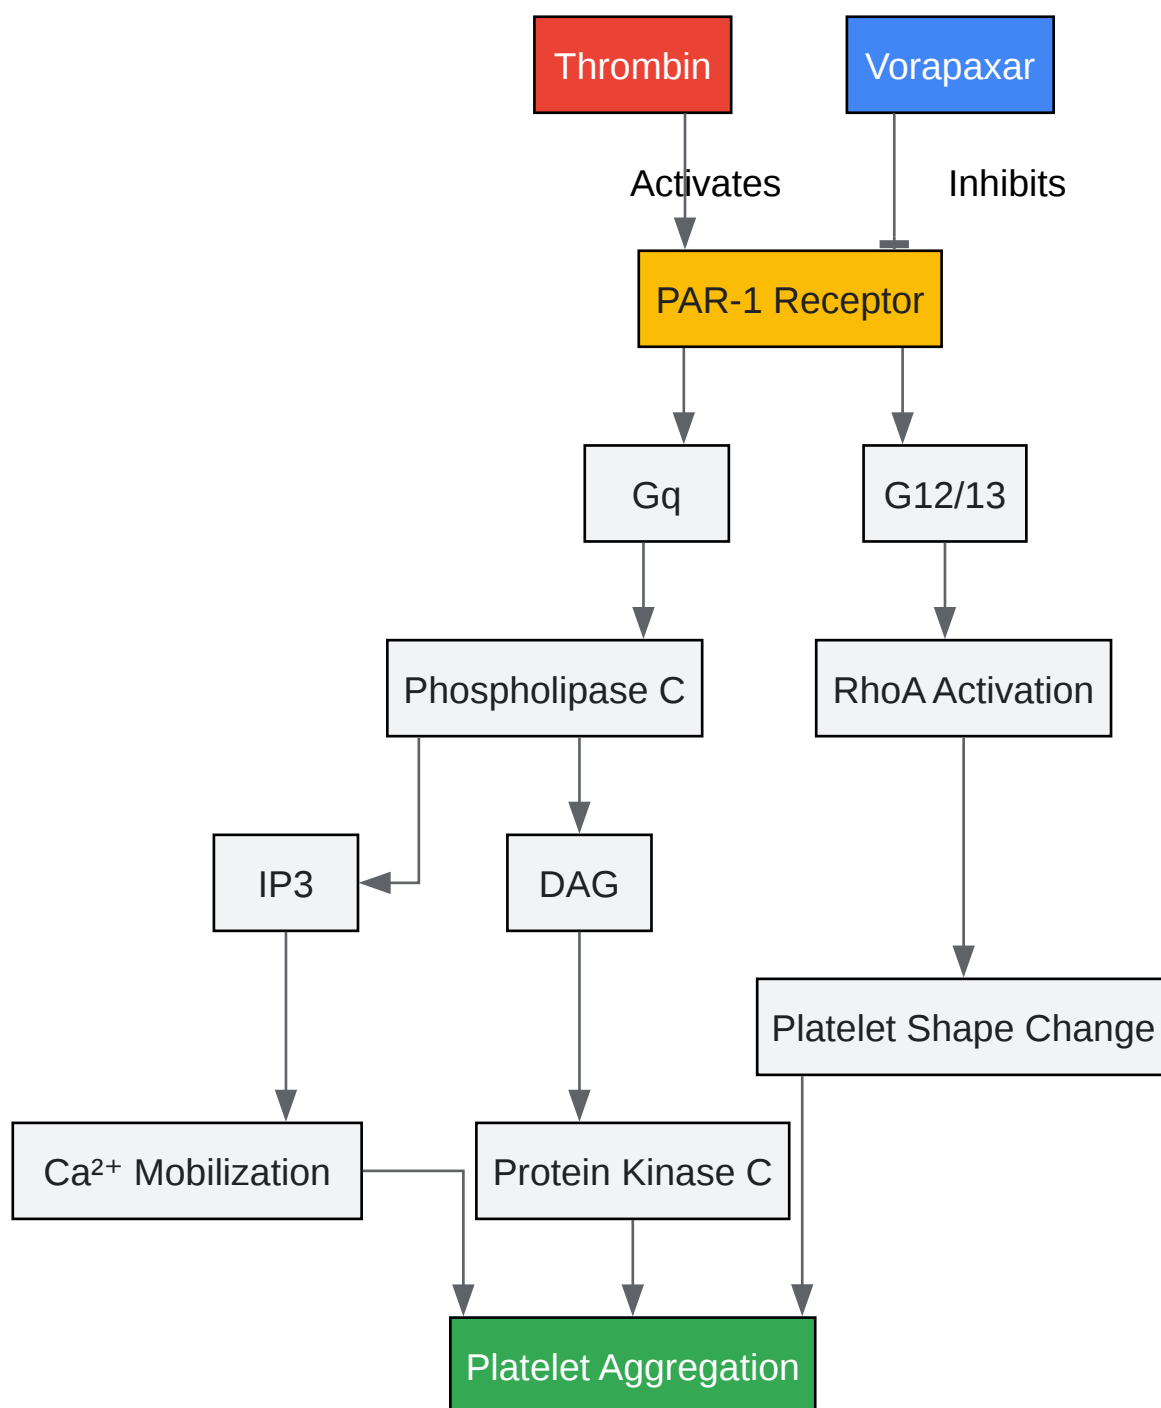 Thrombin
Vorapaxar
Activates
Inhibits
PAR-1 Receptor
Gq
G12/13
Phospholipase C
RhoA Activation
IP3
DAG
Platelet Shape Change
Ca²⁺ Mobilization
Protein Kinase C
Platelet Aggregation